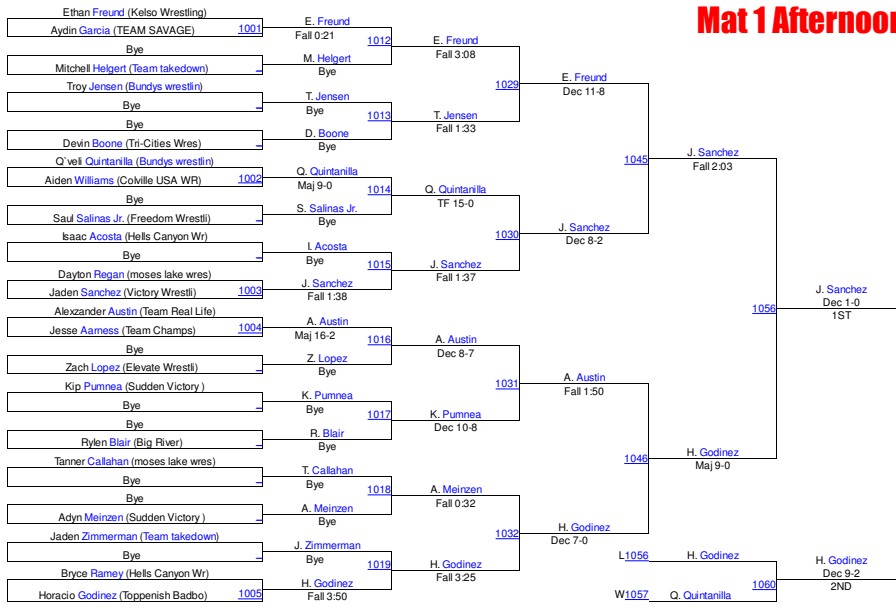 Mat 1 Afternoon
Ethan Freund (Kelso Wrestling)
Aydin Garcia (TEAM SAVAGE) 1001
Bye
Mitchell Helgert (Team takedown)
Troy Jensen (Bundys wrestlin)
Bye
Bye
Devin Boone (Tri-Cities Wres)
Q`veli Quintanilla (Bundys wrestlin)
Aiden Williams (Colville USA WR) 1002
Bye
Saul Salinas Jr. (Freedom Wrestli)
Isaac Acosta (Hells Canyon Wr)
Bye
Dayton Regan (moses lake wres)
Jaden Sanchez (Victory Wrestli) 1003
Alexzander Austin (Team Real Life)
Jesse Aarness (Team Champs) 1004
Bye
Zach Lopez (Elevate Wrestli)
Kip Pumnea (Sudden Victory )
Bye
Bye
Rylen Blair (Big River)
Tanner Callahan (moses lake wres)
Bye
Bye
Adyn Meinzen (Sudden Victory )
Jaden Zimmerman (Team takedown)
Bye
Bryce Ramey (Hells Canyon Wr)
Horacio Godinez (Toppenish Badbo) 1005
E. Freund
Fall 0:21
1012
M. Helgert
Bye
T. Jensen
Bye
1013
D. Boone
Bye
Q. Quintanilla
Maj 9-0
1014
S. Salinas Jr.
Bye
I. Acosta
Bye
1015
J. Sanchez
Fall 1:38
A. Austin
Maj 16-2
1016
Z. Lopez
Bye
K. Pumnea
Bye
1017
R. Blair
Bye
T. Callahan
Bye
1018
A. Meinzen
Bye
J. Zimmerman
Bye
1019
H. Godinez
Fall 3:50
E. Freund
Fall 3:08
1029
T. Jensen
Fall 1:33
Q. Quintanilla
TF 15-0
1030
J. Sanchez
Fall 1:37
A. Austin
Dec 8-7
1031
K. Pumnea
Dec 10-8
A. Meinzen
Fall 0:32
1032
H. Godinez
Fall 3:25
E. Freund
Dec 11-8
1045
J. Sanchez
Dec 8-2
A. Austin
Fall 1:50
1046
H. Godinez
Dec 7-0
J. Sanchez
Fall 2:03
1056
H. Godinez
Maj 9-0
J. Sanchez
Dec 1-0
1ST
L1056 H. Godinez
1060
W1057 Q. Quintanilla
H. Godinez
Dec 9-2
2ND